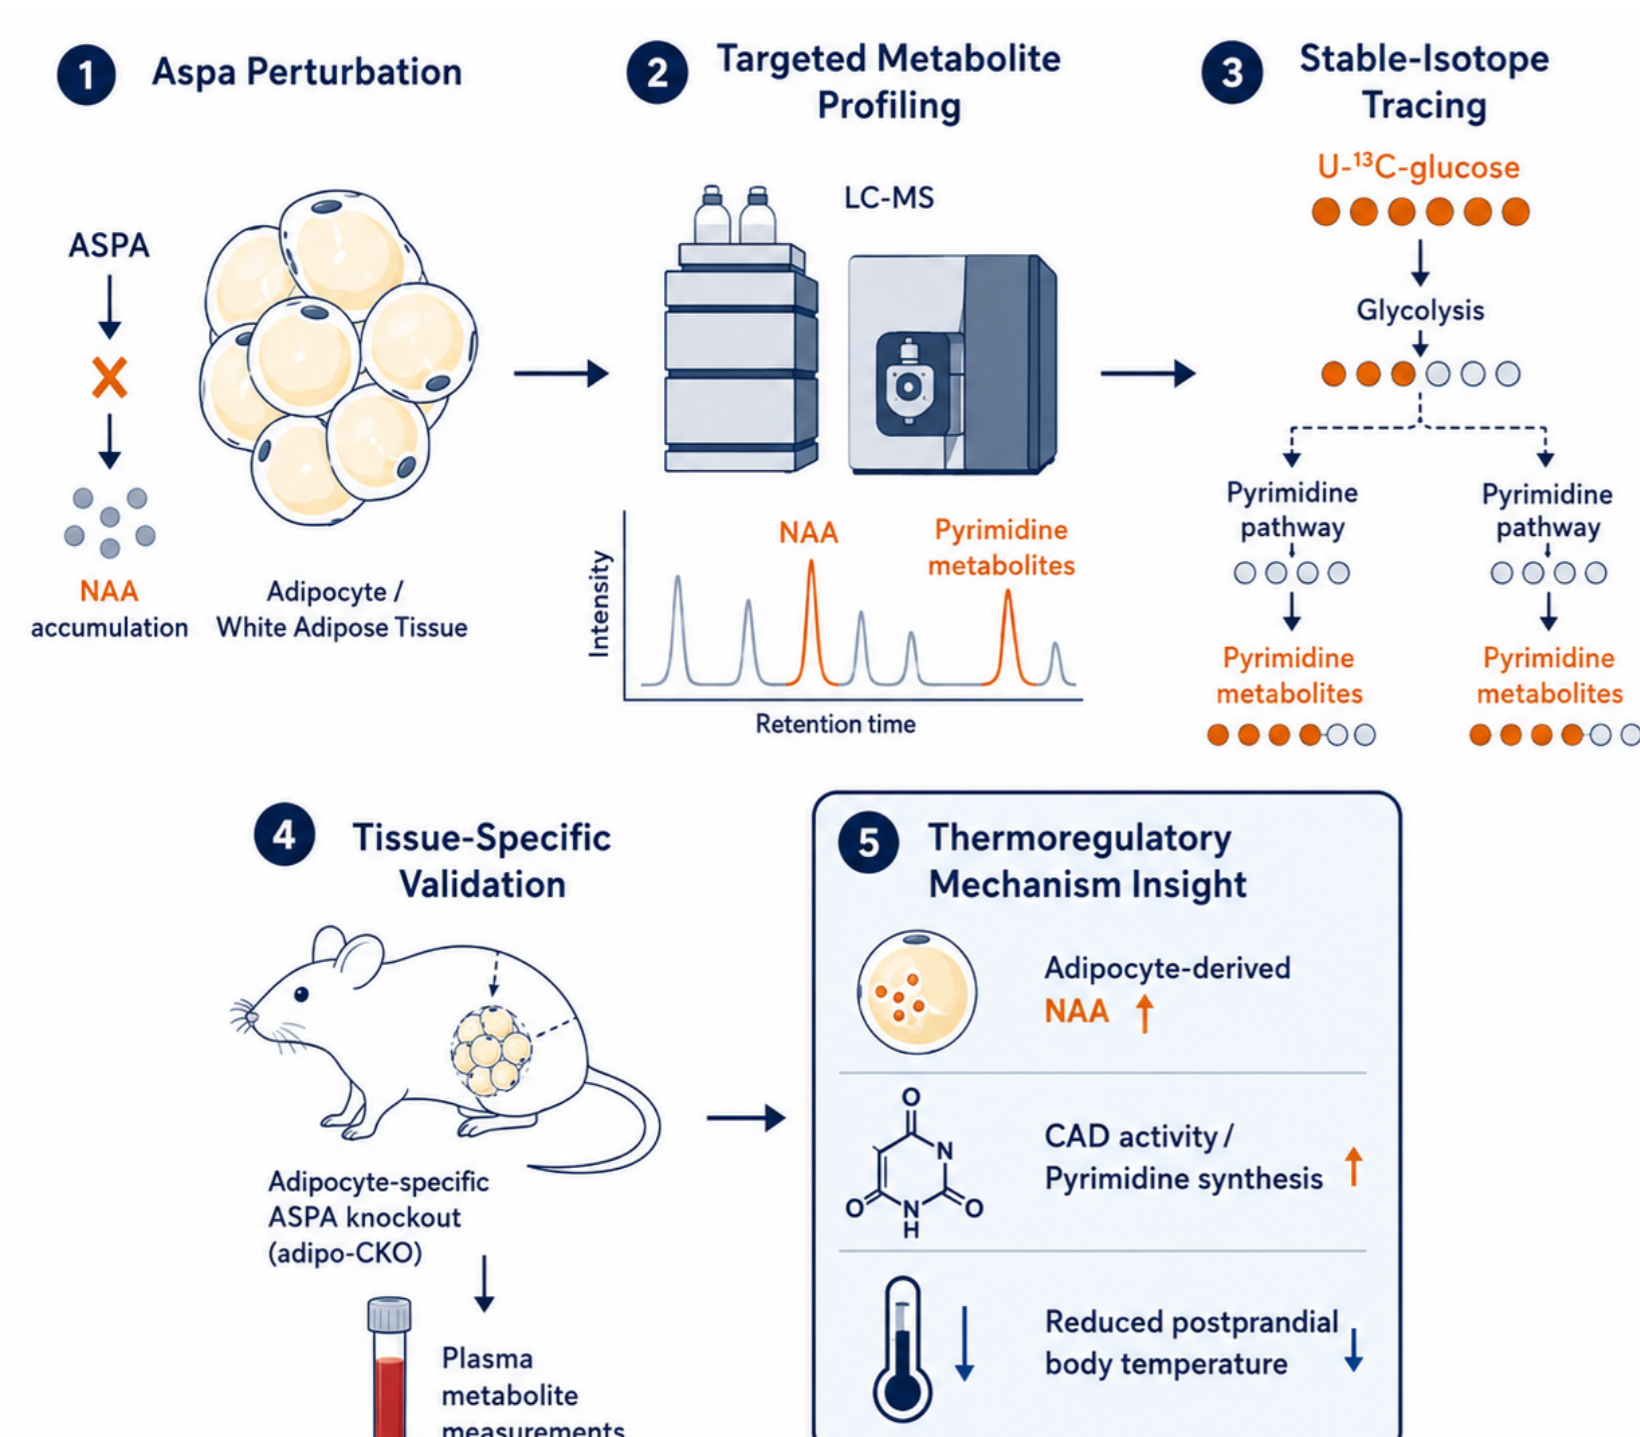 1
Aspa Perturbation
ASPA
NAA
accumulation
Adipocyte /
White Adipose Tissue
2
Targeted Metabolite
Profiling
LC-MS
Intensity
NAA
Pyrimidine
metabolites
Retention time
3
Stable-Isotope
Tracing
U-¹³C-glucose
Glycolysis
Pyrimidine
pathway
Pyrimidine
metabolites
Pyrimidine
pathway
Pyrimidine
metabolites
4
Tissue-Specific
Validation
Adipocyte-specific
ASPA knockout
(adipo-CKO)
Plasma
metabolite
measurements
5
Thermoregulatory
Mechanism Insight
Adipocyte-derived
NAA
O
N
O
N
H
O
CAD activity /
Pyrimidine synthesis
Reduced postprandial
body temperature